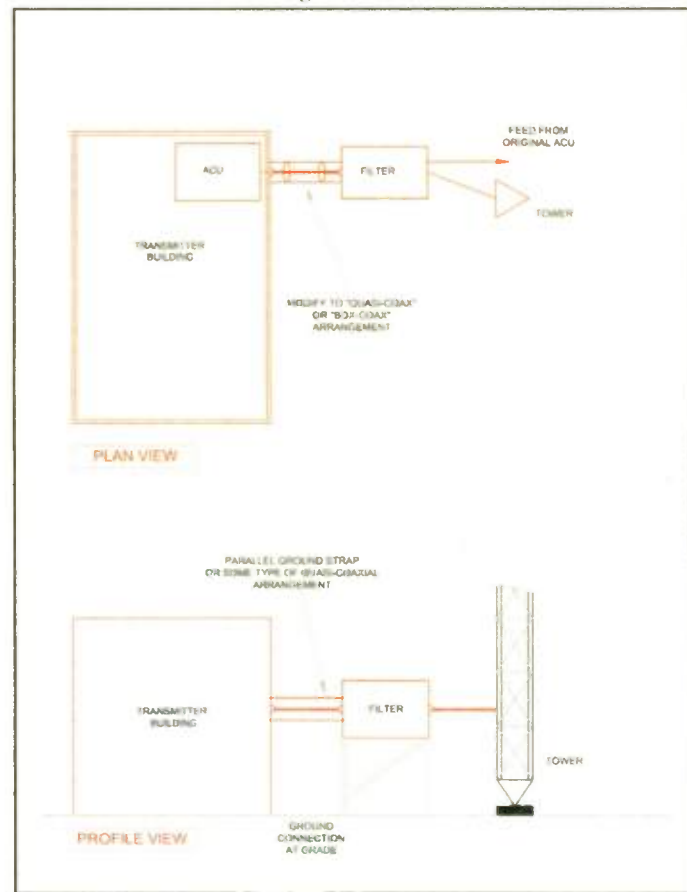 FEED FROM
ORIGINAL ACU
ACU
FILTER
TOWER
TRANSMITTER
BUILDING
MODIFY TO "QUASI-COAX"
OR "BOX-COAX"
ARRANGEMENT
PLAN VIEW
PARALLEL GROUND STRAP
OR SOME TYPE OF QUASI-COAXIAL
ARRANGEMENT
TRANSMITTER
BUILDING
FILTER
TOWER
PROFILE VIEW
GROUND
CONNECTION
AT GRADE